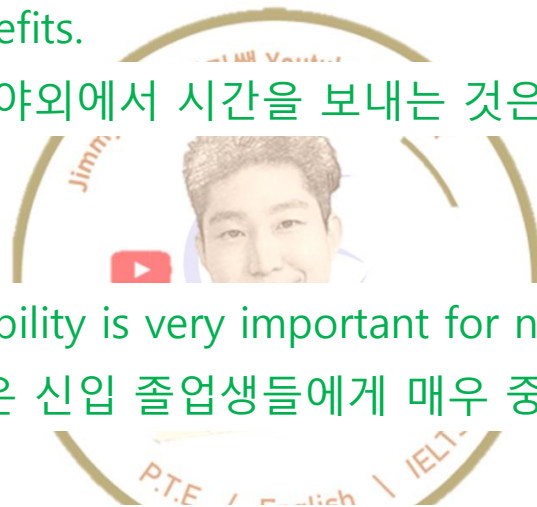 efits.
야외에서 시간을 보내는 것은
Jimm
bility is very important for n
은 신입 졸업생들에게 매우 중
P.T.E / English \ IELT